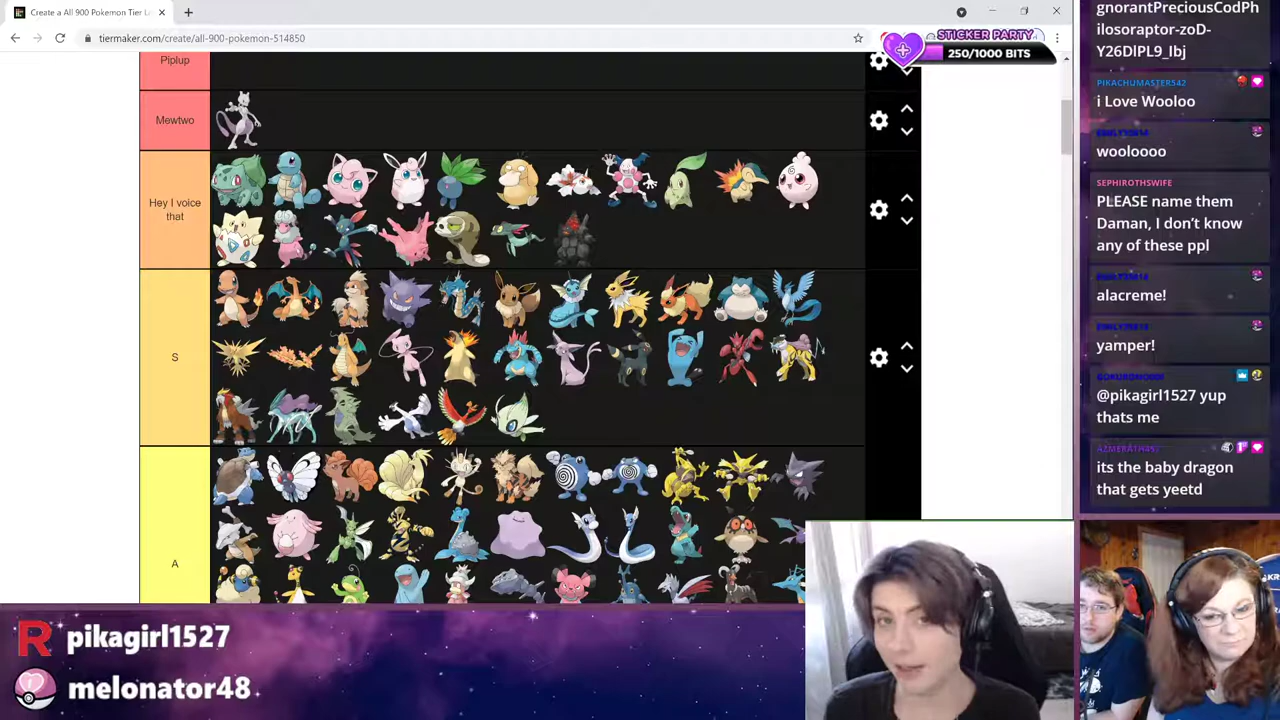 Create a All 900 Pokemon Tier Li
tiermaker.com/create/all-900-pokemon-514850
STICKER PARTY
250/1000 BITS
Piplup
Mewtwo
Hey I voice
that
S
A
R pikagirl1527
melonator48
gnorantPreciousCodPh
ilosoraptor-zoD-
Y26DIPL9_Ibj
PIKACHUMASTER542
i Love Wooloo
wooloooo
SEPHIROTHSWIFE
PLEASE name them
Daman, I don't know
any of these ppl
alacreme!
yamper!
@pikagirl1527 yup
thats me
its the baby dragon
that gets yeetd